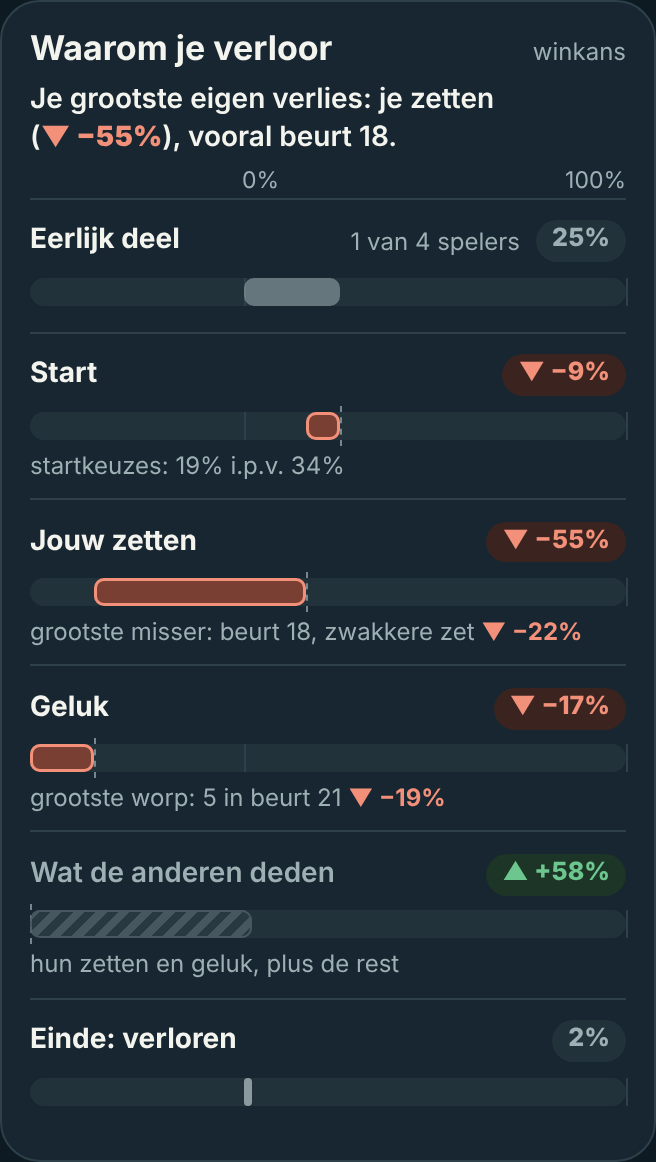 Waarom je verloor winkans
Je grootste eigen verlies: je zetten
(▼ −55%), vooral beurt 18.
0% 100%
Eerlijk deel 1 van 4 spelers 25%
Start ▼ −9%
startkeuzes: 19% i.p.v. 34%
Jouw zetten ▼ −55%
grootste misser: beurt 18, zwakkere zet ▼ −22%
Geluk ▼ −17%
grootste worp: 5 in beurt 21 ▼ −19%
Wat de anderen deden ▲ +58%
hun zetten en geluk, plus de rest
Einde: verloren 2%